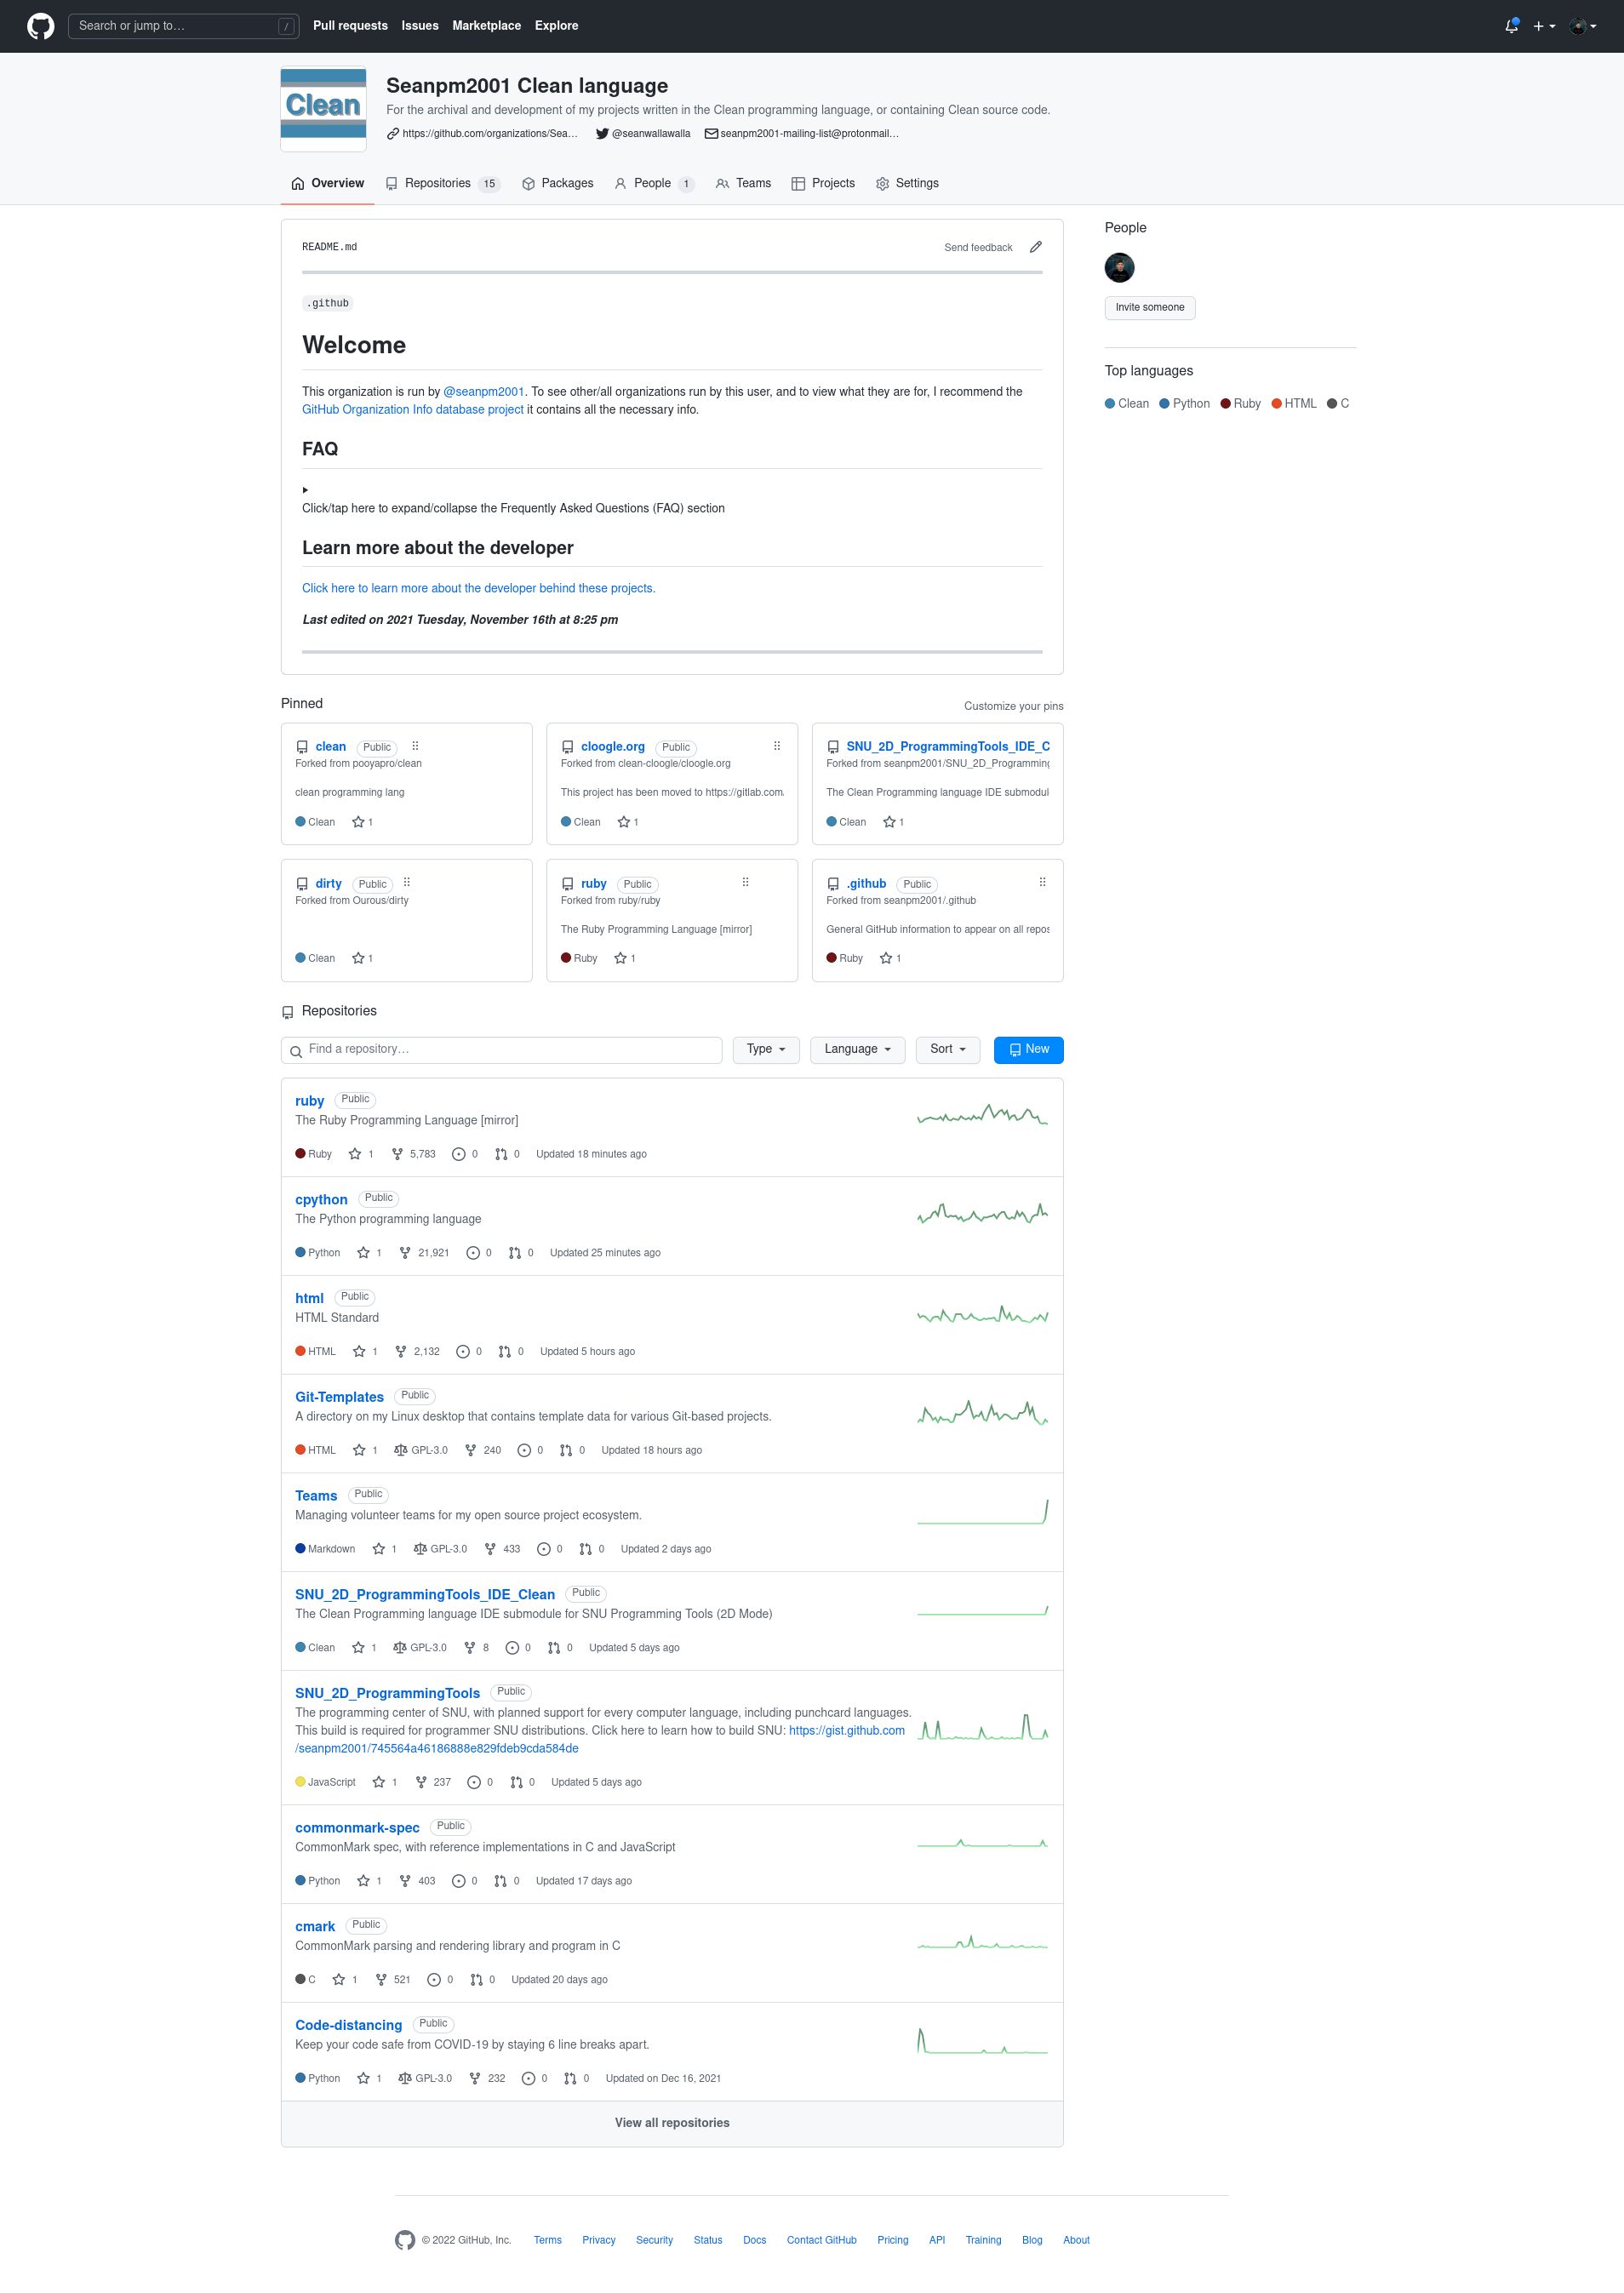 Search or jump to…
/
Pull requests
Issues
Marketplace
Explore
Clean
Seanpm2001 Clean language
For the archival and development of my projects written in the Clean programming language, or containing Clean source code.
https://github.com/organizations/Sea… @seanwallawalla seanpm2001-mailing-list@protonmail…
Overview
Repositories 15
Packages
People 1
Teams
Projects
Settings
README.md
Send feedback
.github
Welcome
This organization is run by @seanpm2001. To see other/all organizations run by this user, and to view what they are for, I recommend the
GitHub Organization Info database project it contains all the necessary info.
FAQ
Click/tap here to expand/collapse the Frequently Asked Questions (FAQ) section
Learn more about the developer
Click here to learn more about the developer behind these projects.
Last edited on 2021 Tuesday, November 16th at 8:25 pm
People
Invite someone
Top languages
Clean Python Ruby HTML C
Pinned
Customize your pins
clean Public
Forked from pooyapro/clean
clean programming lang
Clean 1
cloogle.org Public
Forked from clean-cloogle/cloogle.org
This project has been moved to https://gitlab.com
Clean 1
SNU_2D_ProgrammingTools_IDE_C
Forked from seanpm2001/SNU_2D_Programming
The Clean Programming language IDE submodul
Clean 1
dirty Public
Forked from Ourous/dirty
Clean 1
ruby Public
Forked from ruby/ruby
The Ruby Programming Language [mirror]
Ruby 1
.github Public
Forked from seanpm2001/.github
General GitHub information to appear on all repos
Ruby 1
Repositories
Find a repository…
Type
Language
Sort
New
ruby Public
The Ruby Programming Language [mirror]
Ruby 1 5,783 0 0 Updated 18 minutes ago
cpython Public
The Python programming language
Python 1 21,921 0 0 Updated 25 minutes ago
html Public
HTML Standard
HTML 1 2,132 0 0 Updated 5 hours ago
Git-Templates Public
A directory on my Linux desktop that contains template data for various Git-based projects.
HTML 1 GPL-3.0 240 0 0 Updated 18 hours ago
Teams Public
Managing volunteer teams for my open source project ecosystem.
Markdown 1 GPL-3.0 433 0 0 Updated 2 days ago
SNU_2D_ProgrammingTools_IDE_Clean Public
The Clean Programming language IDE submodule for SNU Programming Tools (2D Mode)
Clean 1 GPL-3.0 8 0 0 Updated 5 days ago
SNU_2D_ProgrammingTools Public
The programming center of SNU, with planned support for every computer language, including punchcard languages.
This build is required for programmer SNU distributions. Click here to learn how to build SNU: https://gist.github.com
/seanpm2001/745564a46186888e829fdeb9cda584de
JavaScript 1 237 0 0 Updated 5 days ago
commonmark-spec Public
CommonMark spec, with reference implementations in C and JavaScript
Python 1 403 0 0 Updated 17 days ago
cmark Public
CommonMark parsing and rendering library and program in C
C 1 521 0 0 Updated 20 days ago
Code-distancing Public
Keep your code safe from COVID-19 by staying 6 line breaks apart.
Python 1 GPL-3.0 232 0 0 Updated on Dec 16, 2021
View all repositories
© 2022 GitHub, Inc. Terms Privacy Security Status Docs Contact GitHub Pricing API Training Blog About